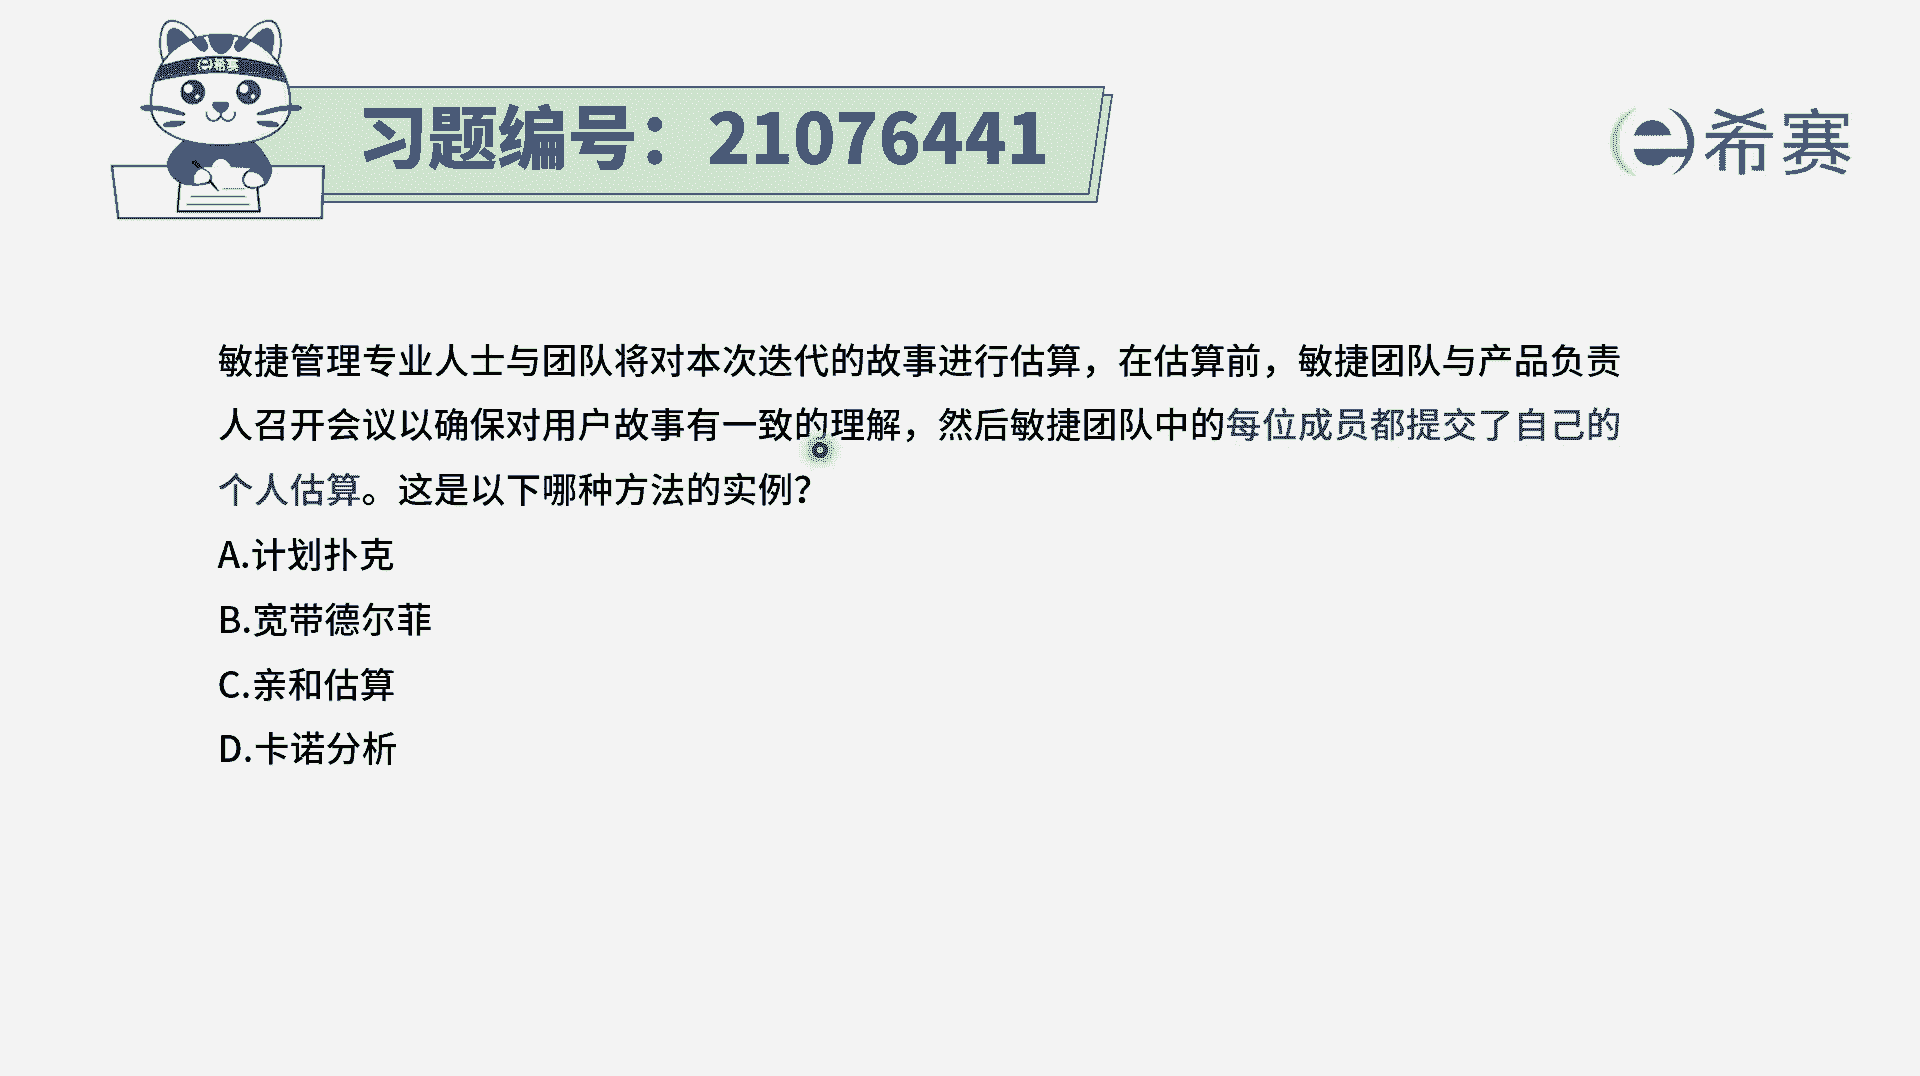 希赛
习题编号：21076441
希赛
敏捷管理专业人士与团队将对本次迭代的故事进行估算，在估算前，敏捷团队与产品负责
人召开会议以确保对用户故事有一致的理解，然后敏捷团队中的每位成员都提交了自己的
个人估算。这是以下哪种方法的实例？
A.计划扑克
B.宽带德尔菲
C.亲和估算
D.卡诺分析